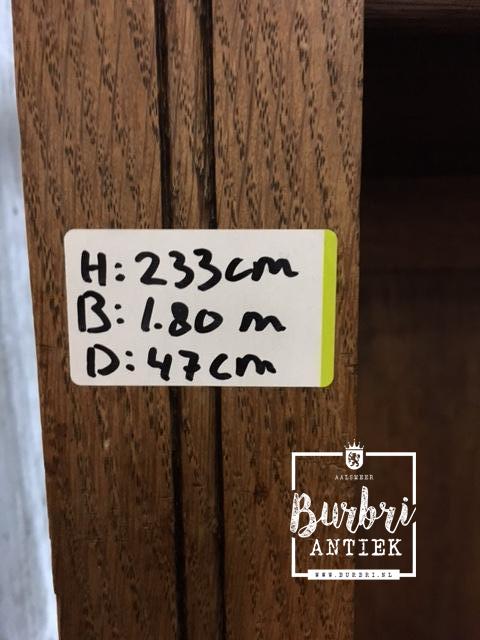 H: 233cm
B: 1.80 m
D: 47cm
AALSMEER
Burbri
ANTIEK
WWW.BURBRI.NL